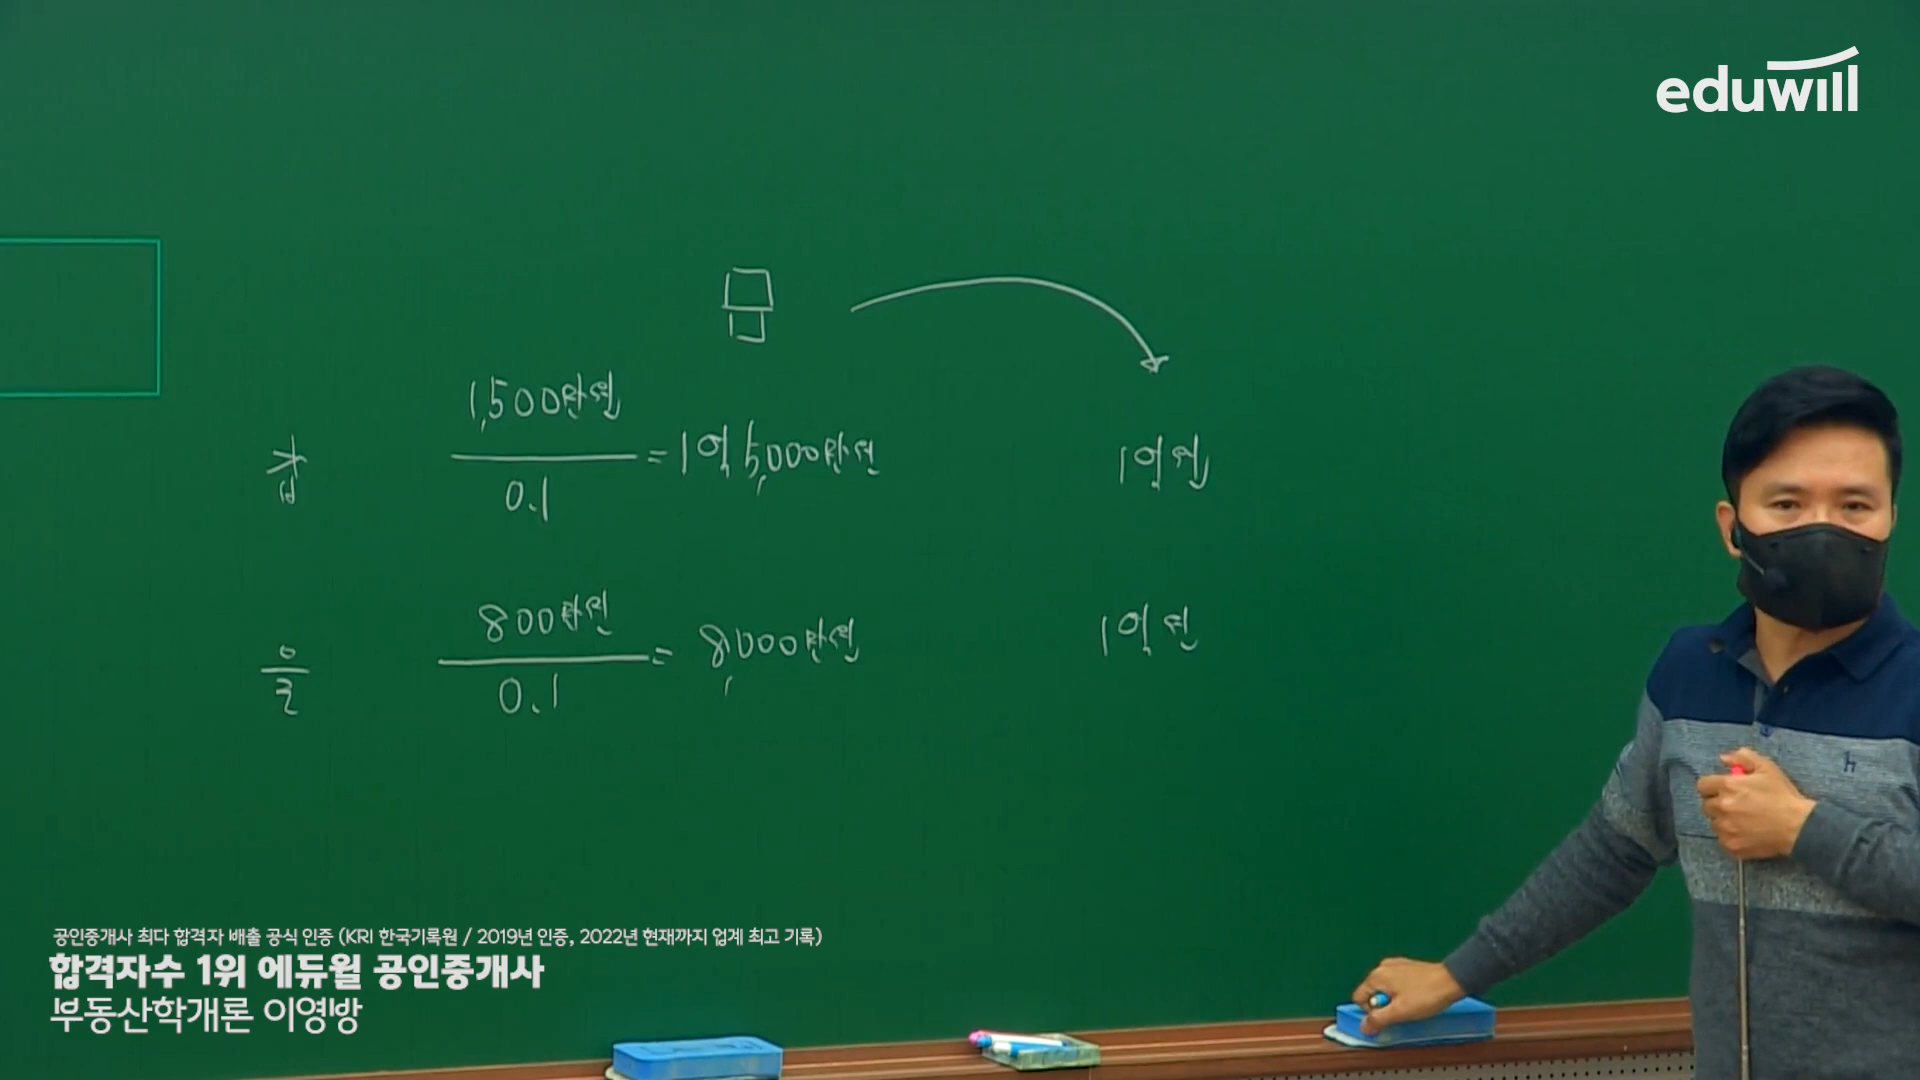 eduwill
1,500만원
갑
= 1억 5,000만원
1억원
0.1
800만원
을
= 8,000만원
1억원
0.1
공인중개사 최다 합격자 배출 공식 인증 (KRI 한국기록원 / 2019년 인증, 2022년 현재까지 업계 최고 기록)
합격자수 1위 에듀윌 공인중개사
부동산학개론 이영방